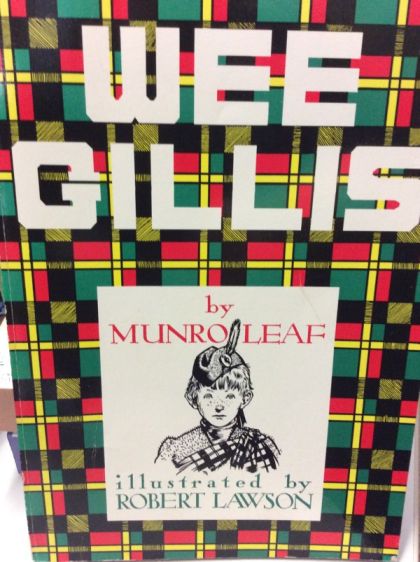 WEE
GILLIS
by
MUNRO LEAF
illustrated by
ROBERT LAWSON